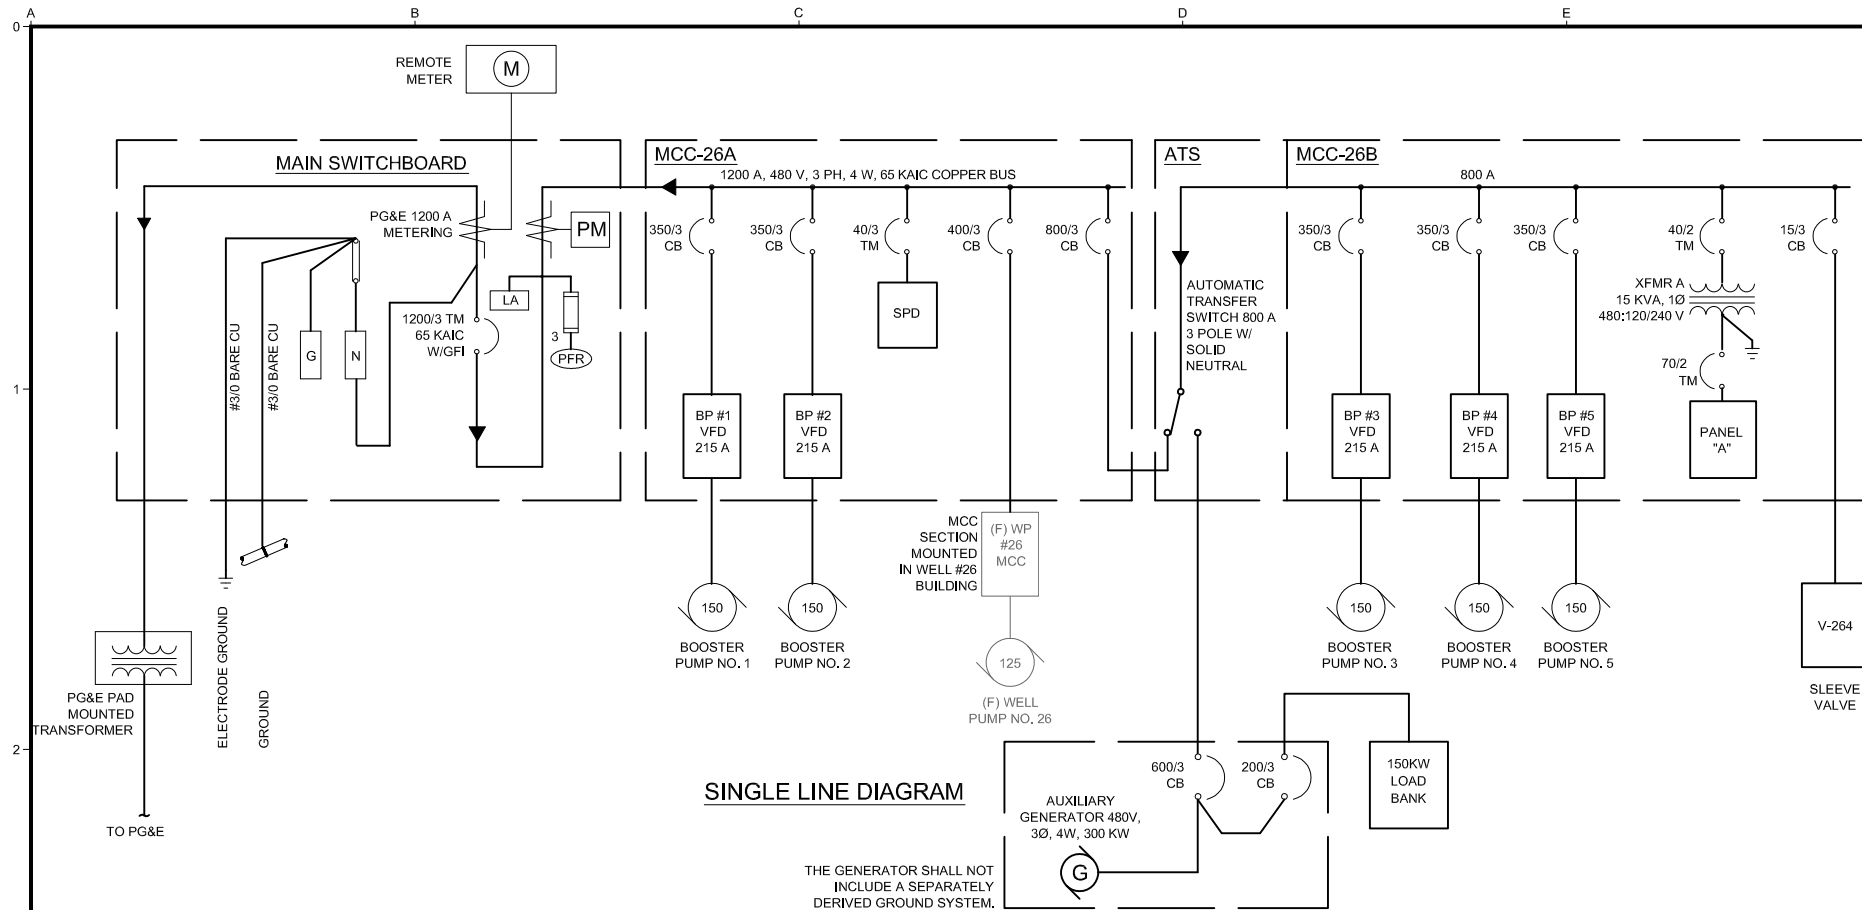 A
B
C
D
E
0
1
2
REMOTE
METER
M
MAIN SWITCHBOARD
PG&E 1200 A
METERING
PM
LA
3
PFR
1200/3 TM
65 KAIC
W/GFI
G
N
#3/0 BARE CU
#3/0 BARE CU
ELECTRODE GROUND
GROUND
PG&E PAD
MOUNTED
TRANSFORMER
TO PG&E
MCC-26A
1200 A, 480 V, 3 PH, 4 W, 65 KAIC COPPER BUS
350/3
CB
350/3
CB
40/3
TM
400/3
CB
800/3
CB
SPD
BP #1
VFD
215 A
BP #2
VFD
215 A
150
BOOSTER
PUMP NO. 1
150
BOOSTER
PUMP NO. 2
MCC
SECTION
MOUNTED
IN WELL #26
BUILDING
(F) WP
#26
MCC
125
(F) WELL
PUMP NO. 26
ATS
AUTOMATIC
TRANSFER
SWITCH 800 A
3 POLE W/
SOLID
NEUTRAL
MCC-26B
800 A
350/3
CB
350/3
CB
350/3
CB
40/2
TM
15/3
CB
XFMR A
15 KVA, 1Ø
480:120/240 V
70/2
TM
PANEL
"A"
BP #3
VFD
215 A
BP #4
VFD
215 A
BP #5
VFD
215 A
150
BOOSTER
PUMP NO. 3
150
BOOSTER
PUMP NO. 4
150
BOOSTER
PUMP NO. 5
V-264
SLEEVE
VALVE
SINGLE LINE DIAGRAM
600/3
CB
200/3
CB
150KW
LOAD
BANK
AUXILIARY
GENERATOR 480V,
3Ø, 4W, 300 KW
G
THE GENERATOR SHALL NOT
INCLUDE A SEPARATELY
DERIVED GROUND SYSTEM.